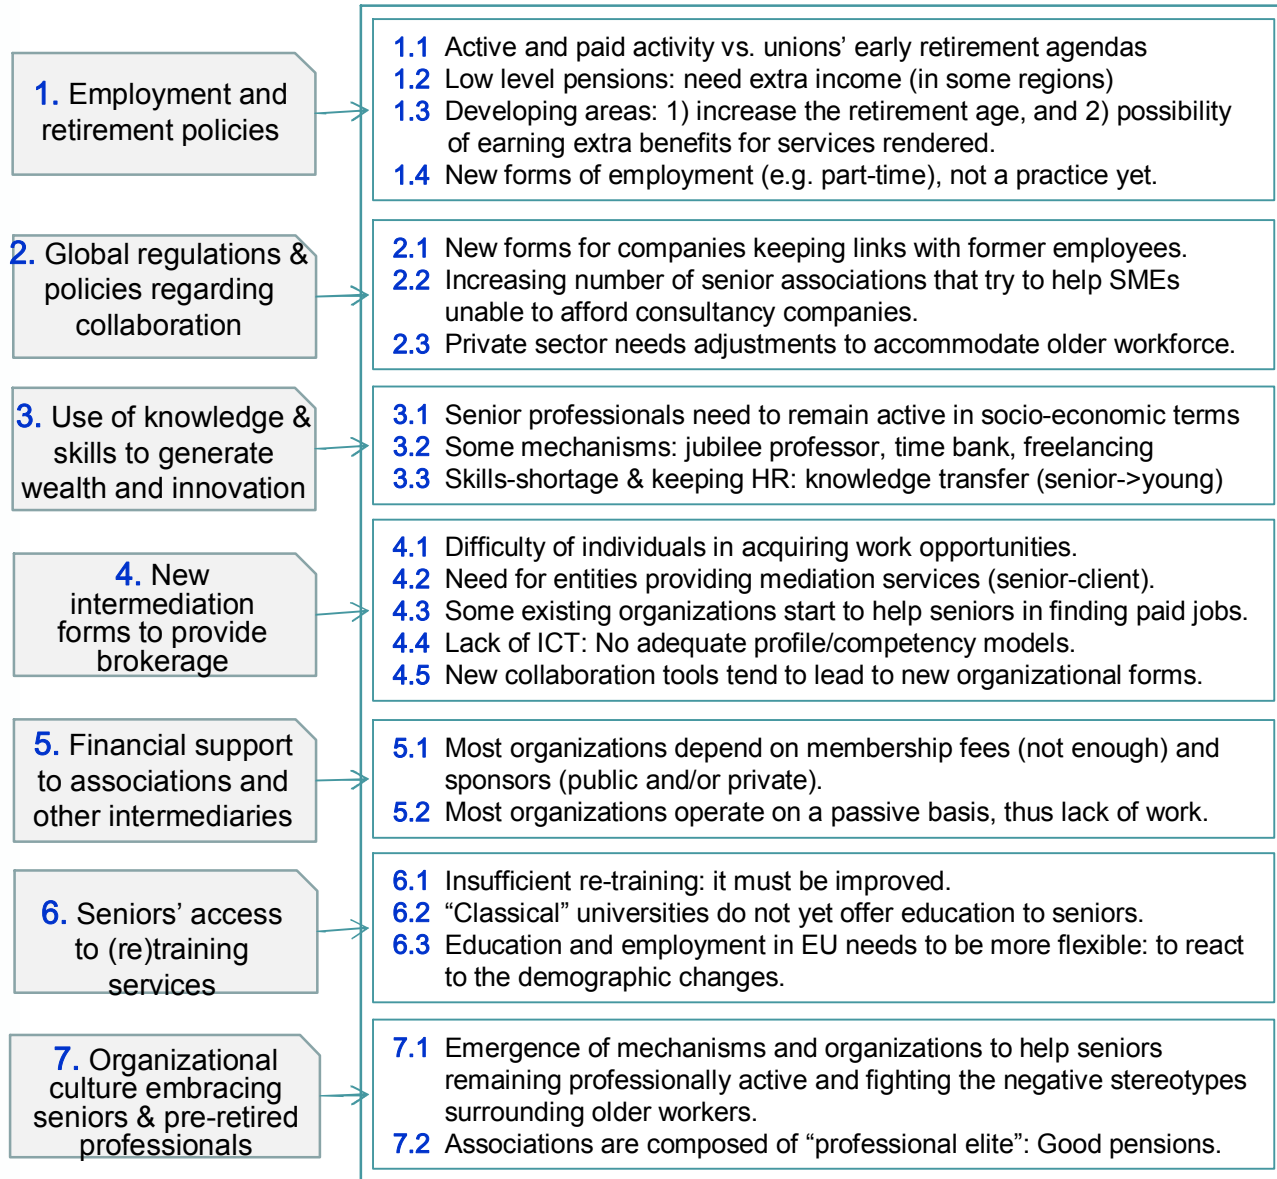 1. Employment and
retirement policies
1.1 Active and paid activity vs. unions’ early retirement agendas
1.2 Low level pensions: need extra income (in some regions)
1.3 Developing areas: 1) increase the retirement age, and 2) possibility
of earning extra benefits for services rendered.
1.4 New forms of employment (e.g. part-time), not a practice yet.
2. Global regulations &
policies regarding
collaboration
2.1 New forms for companies keeping links with former employees.
2.2 Increasing number of senior associations that try to help SMEs
unable to afford consultancy companies.
2.3 Private sector needs adjustments to accommodate older workforce.
3. Use of knowledge &
skills to generate
wealth and innovation
3.1 Senior professionals need to remain active in socio-economic terms
3.2 Some mechanisms: jubilee professor, time bank, freelancing
3.3 Skills-shortage & keeping HR: knowledge transfer (senior->young)
4. New
intermediation
forms to provide
brokerage
4.1 Difficulty of individuals in acquiring work opportunities.
4.2 Need for entities providing mediation services (senior-client).
4.3 Some existing organizations start to help seniors in finding paid jobs.
4.4 Lack of ICT: No adequate profile/competency models.
4.5 New collaboration tools tend to lead to new organizational forms.
5. Financial support
to associations and
other intermediaries
5.1 Most organizations depend on membership fees (not enough) and
sponsors (public and/or private).
5.2 Most organizations operate on a passive basis, thus lack of work.
6. Seniors’ access
to (re)training
services
6.1 Insufficient re-training: it must be improved.
6.2 “Classical” universities do not yet offer education to seniors.
6.3 Education and employment in EU needs to be more flexible: to react
to the demographic changes.
7. Organizational
culture embracing
seniors & pre-retired
professionals
7.1 Emergence of mechanisms and organizations to help seniors
remaining professionally active and fighting the negative stereotypes
surrounding older workers.
7.2 Associations are composed of “professional elite”: Good pensions.